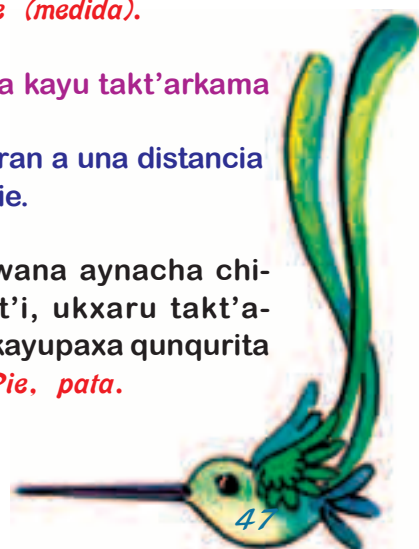 (medida).
a kayu takt’arkama
ran a una distancia
ie.
wana aynacha chi-
t’i, ukxaru takt’a-
kayupaxa qunqurita
Pie, pata.
47